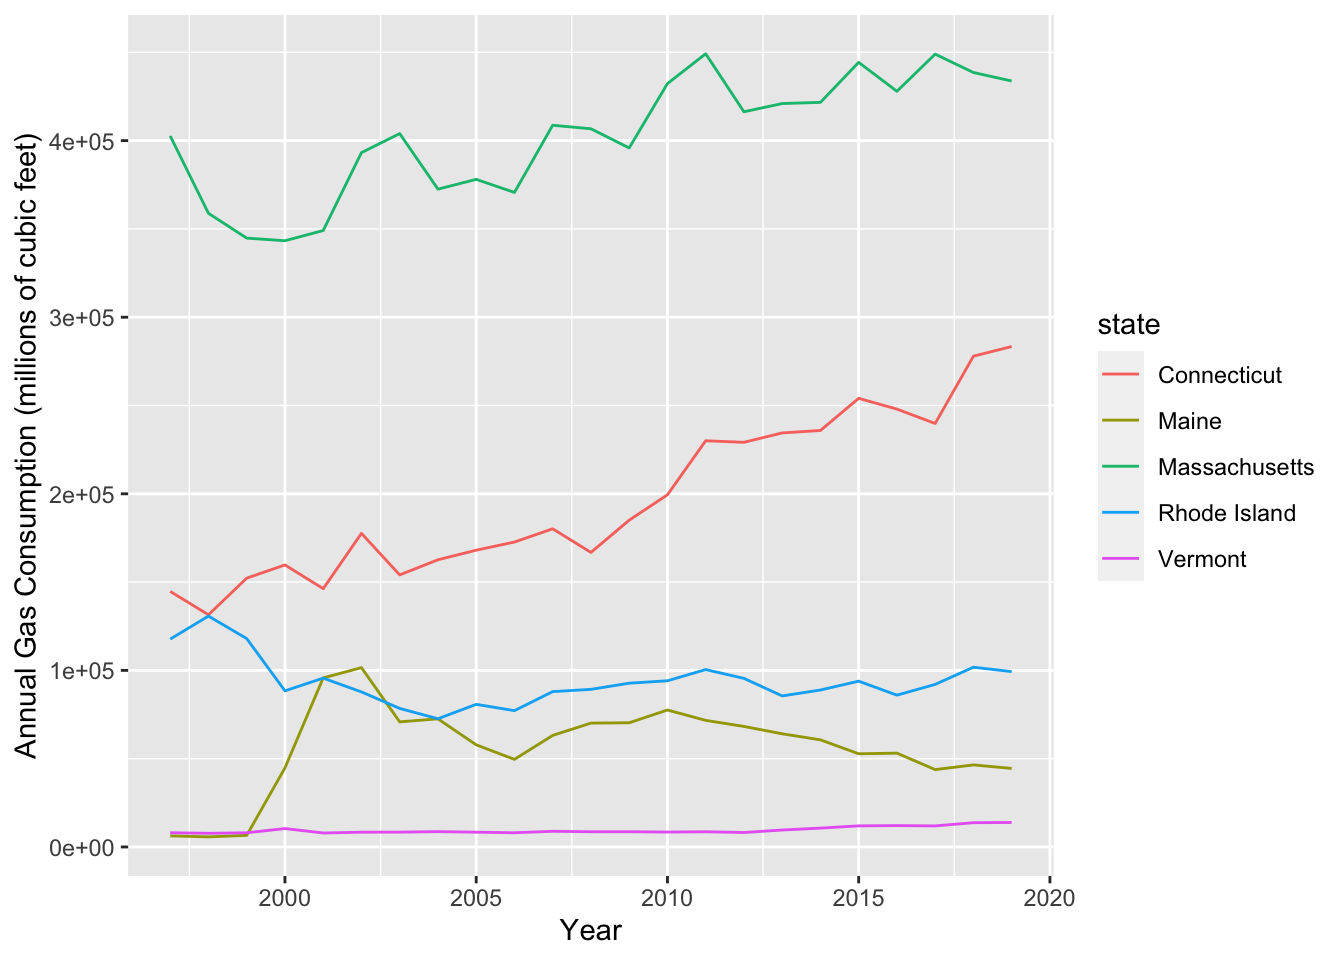 Annual Gas Consumption (millions of cubic feet)
4e+05
3e+05
2e+05
1e+05
0e+00
2000 2005 2010 2015 2020
Year
state
Connecticut
Maine
Massachusetts
Rhode Island
Vermont